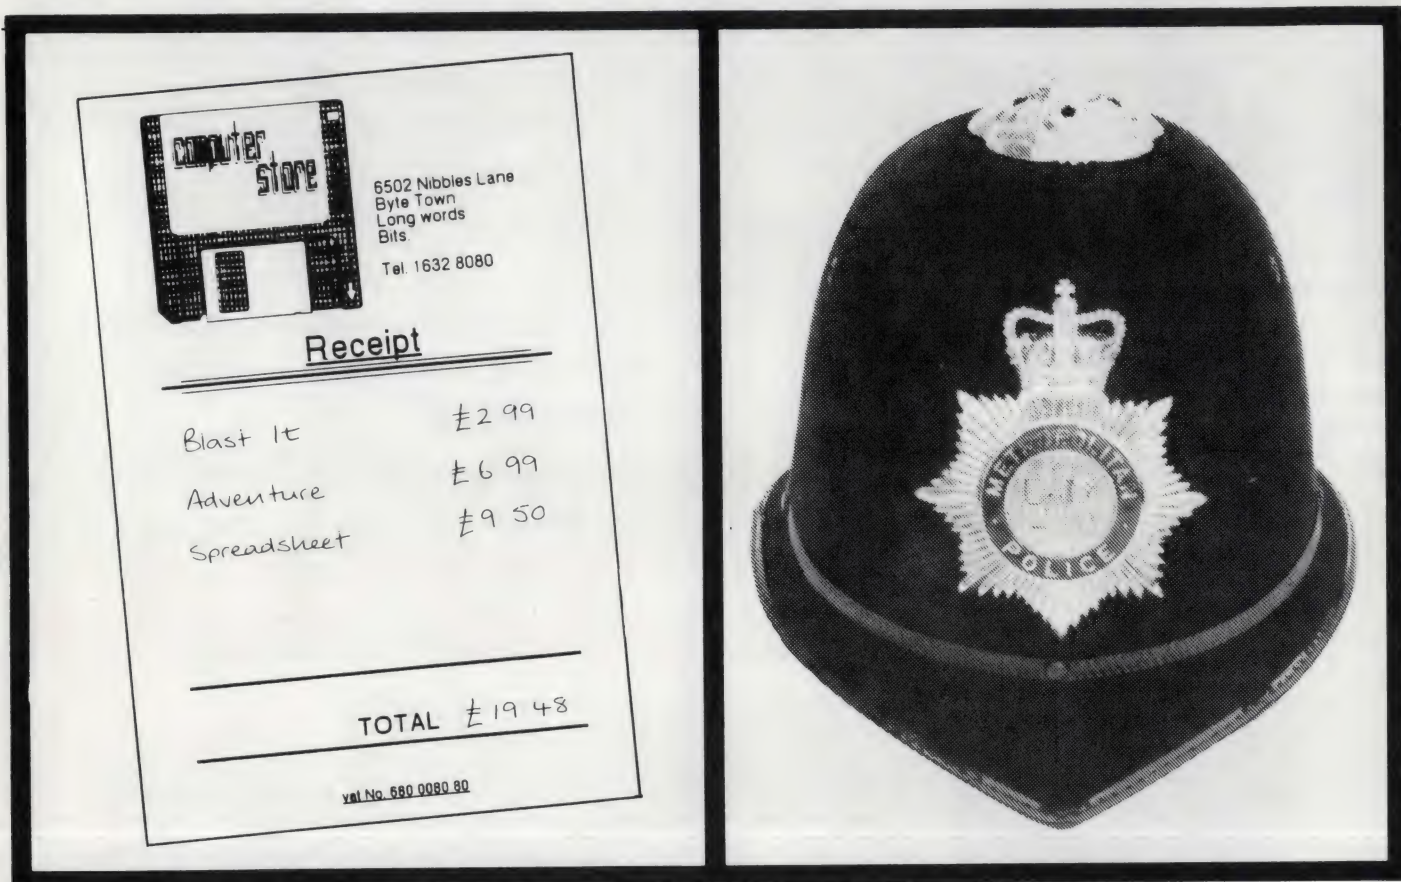 computer
store
6502 Nibbles Lane
Byte Town
Long words
Bits.
Tel. 1632 8080
Receipt
Blast It £2 99
Adventure £6 99
Spreadsheet £9 50
TOTAL £19 48
vat No. 680 0080 80
METROPOLITAN
POLICE